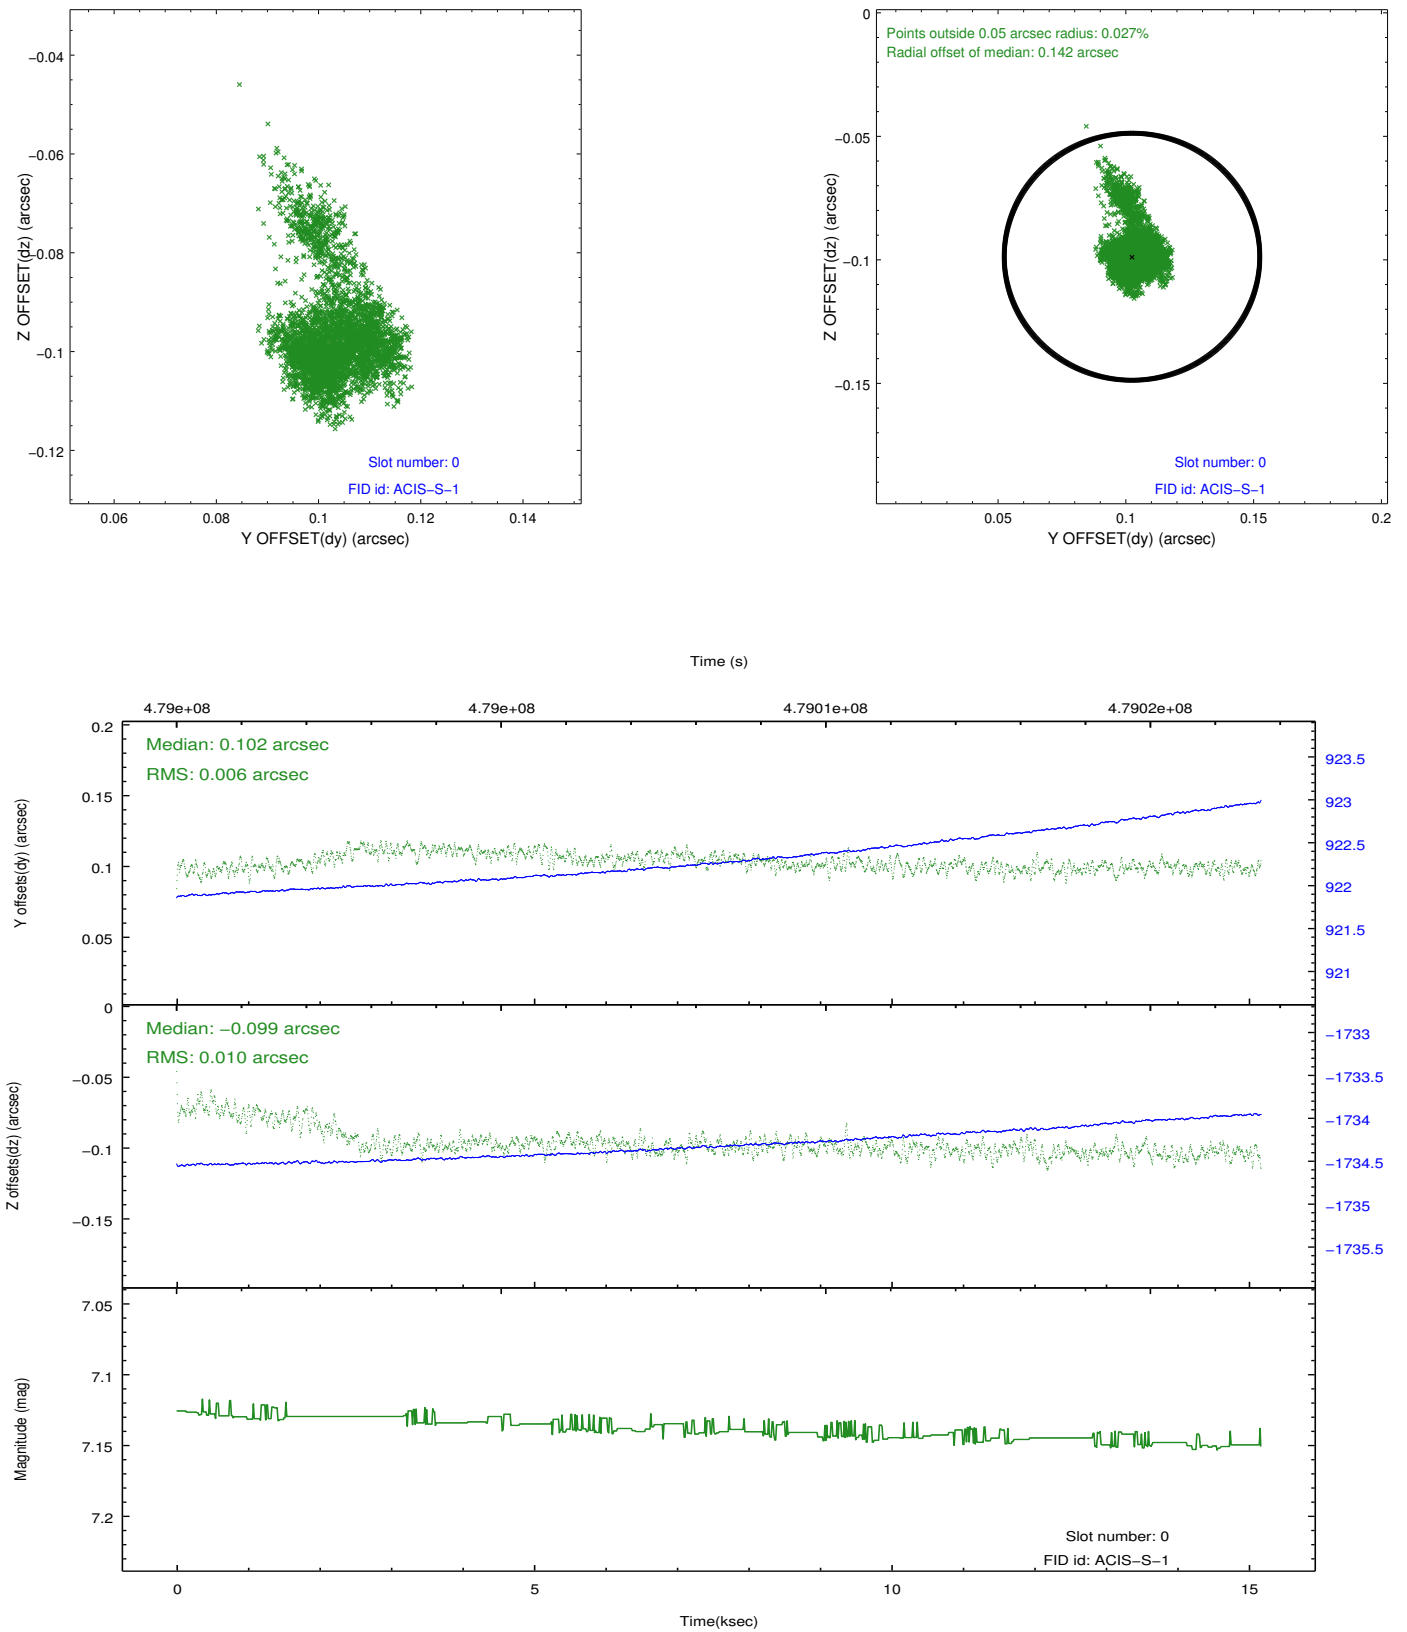 −0.04
−0.06
−0.08
−0.1
−0.12
Z OFFSET(dz) (arcsec)
Slot number: 0
FID id: ACIS−S−1
0.06
0.08
0.1
0.12
0.14
Y OFFSET(dy) (arcsec)
Points outside 0.05 arcsec radius: 0.027%
Radial offset of median: 0.142 arcsec
0
−0.05
−0.1
−0.15
Z OFFSET(dz) (arcsec)
Slot number: 0
FID id: ACIS−S−1
0.05
0.1
0.15
0.2
Y OFFSET(dy) (arcsec)
Time (s)
4.79e+08
4.79e+08
4.7901e+08
4.7902e+08
Median: 0.102 arcsec
RMS: 0.006 arcsec
0.2
0.15
0.1
0.05
Y offsets(dy) (arcsec)
923.5
923
922.5
922
921.5
921
Median: −0.099 arcsec
RMS: 0.010 arcsec
0
−0.05
−0.1
−0.15
Z offsets(dz) (arcsec)
−1733
−1733.5
−1734
−1734.5
−1735
−1735.5
7.05
7.1
7.15
7.2
Magnitude (mag)
Slot number: 0
FID id: ACIS−S−1
0
5
10
15
Time(ksec)